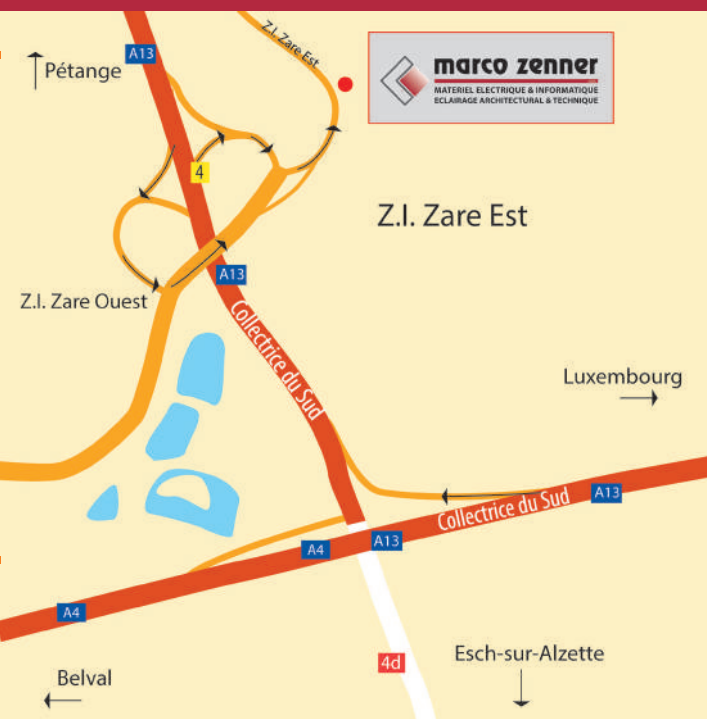 Z.I. Zare Est
A13
Pétange
marco zenner
MATERIEL ELECTRIQUE & INFORMATIQUE
ECLAIRAGE ARCHITECTURAL & TECHNIQUE
4
Z.I. Zare Est
A13
Z.I. Zare Ouest
Collectrice du Sud
Luxembourg
Collectrice du Sud
A13
A4
A13
A4
4d
Esch-sur-Alzette
Belval